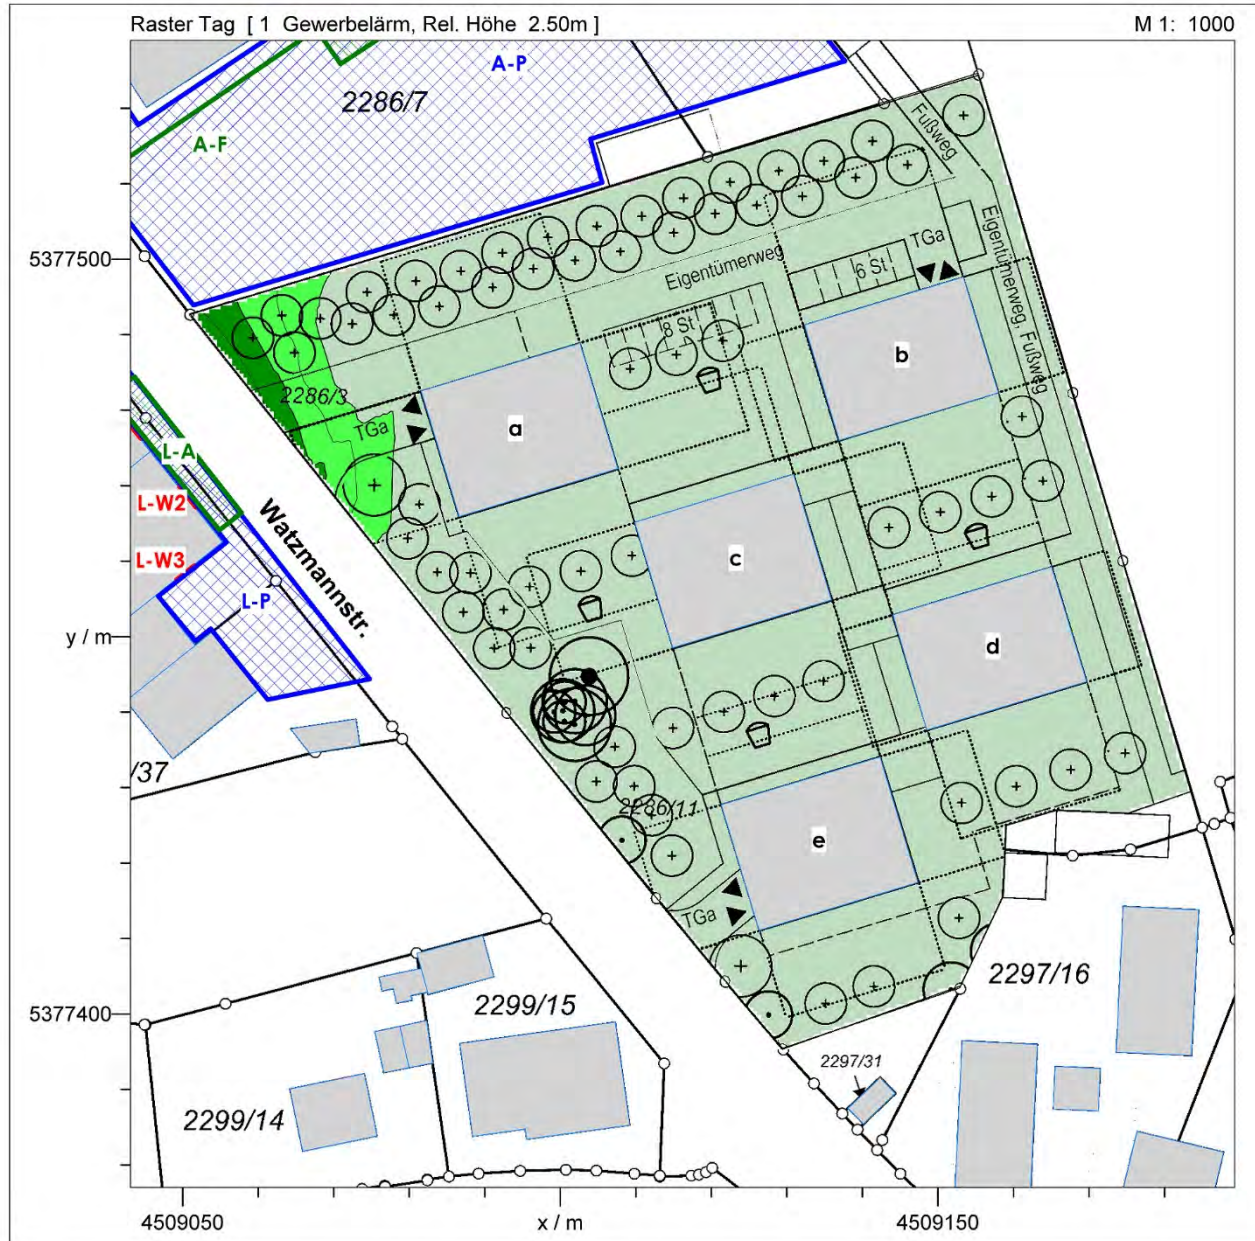 Raster Tag [ 1 Gewerbelärm, Rel. Höhe 2.50m ]
M 1: 1000
A-P
2286/7
A-F
Fußweg
5377500
Eigentümerweg
TGa
Eigentümerweg, Fußweg
6 St
8 St
b
2286/3
TGa
a
L-A
L-W2
Watzmannstr.
L-W3
c
L-P
y / m
d
/37
2286/11
e
TGa
2297/16
2299/15
5377400
2297/31
2299/14
4509050
x / m
4509150